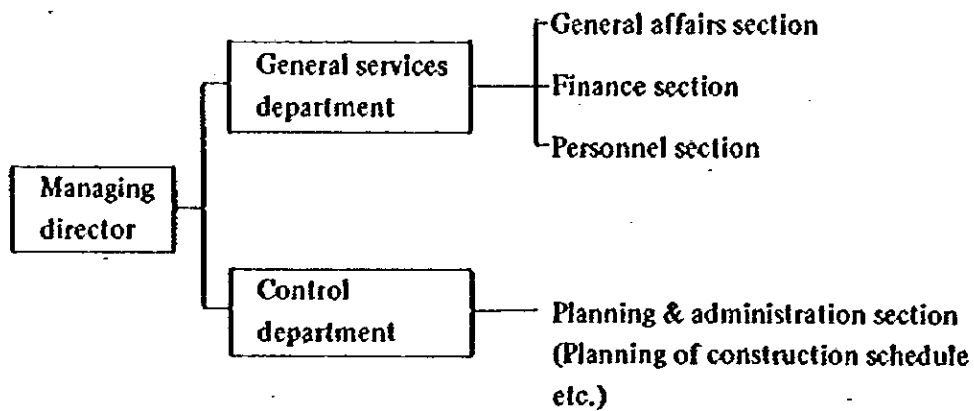 General affairs section
General services
department
Finance section
Personnel section
Managing
director
Control
department
Planning & administration section
(Planning of construction schedule
etc.)